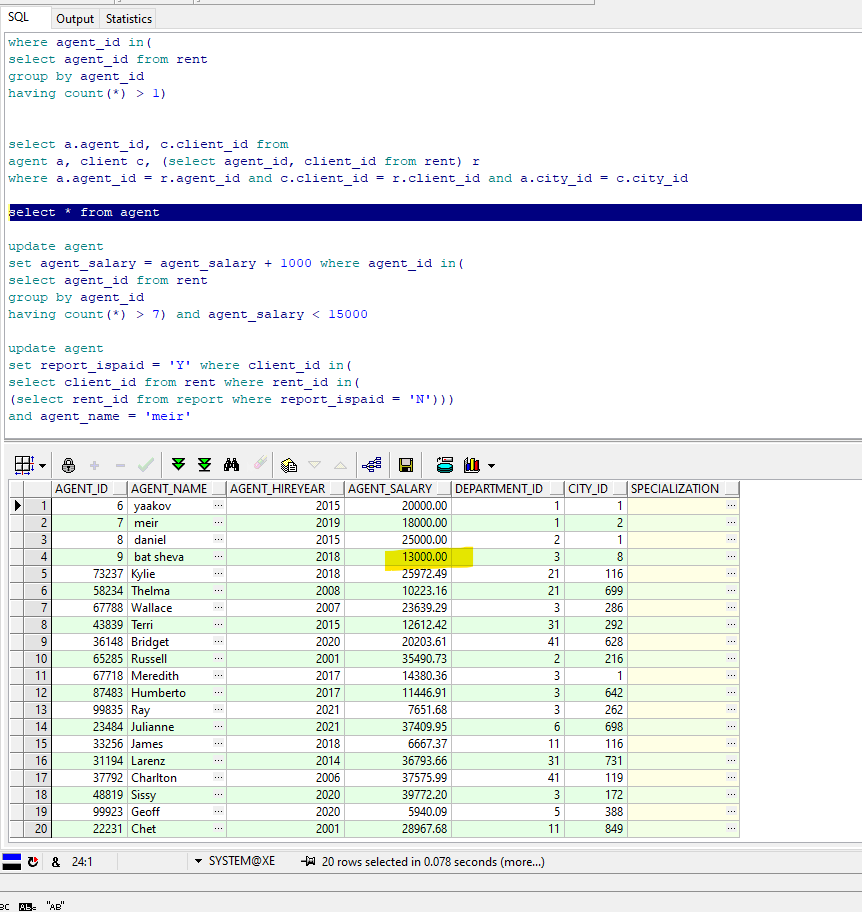 SQL Output Statistics
where agent_id in(
select agent_id from rent
group by agent_id
having count(*) > 1)
select a.agent_id, c.client_id from
agent a, client c, (select agent_id, client_id from rent) r
where a.agent_id = r.agent_id and c.client_id = r.client_id and a.city_id = c.city_id
select * from agent
update agent
set agent_salary = agent_salary + 1000 where agent_id in(
select agent_id from rent
group by agent_id
having count(*) > 7) and agent_salary < 15000
update agent
set report_ispaid = 'Y' where client_id in(
select client_id from rent where rent_id in(
(select rent_id from report where report_ispaid = 'N')))
and agent_name = 'meir'
AGENT_ID AGENT_NAME AGENT_HIREYEAR AGENT_SALARY DEPARTMENT_ID CITY_ID SPECIALIZATION
1 6 yaakov ... 2015 20000.00 1 1 ...
2 7 meir ... 2019 18000.00 1 2 ...
3 8 daniel ... 2015 25000.00 2 1 ...
4 9 bat sheva ... 2018 13000.00 3 8 ...
5 73237 Kylie ... 2018 25972.49 21 116 ...
6 58234 Thelma ... 2008 10223.16 21 699 ...
7 67788 Wallace ... 2007 23639.29 3 286 ...
8 43839 Terri ... 2015 12612.42 31 292 ...
9 36148 Bridget ... 2020 20203.61 41 628 ...
10 65285 Russell ... 2001 35490.73 2 216 ...
11 67718 Meredith ... 2017 14380.36 3 1 ...
12 87483 Humberto ... 2017 11446.91 3 642 ...
13 99835 Ray ... 2021 7651.68 3 262 ...
14 23484 Julianne ... 2021 37409.95 6 698 ...
15 33256 James ... 2018 6667.37 11 116 ...
16 31194 Larenz ... 2014 36793.66 31 731 ...
17 37792 Charlton ... 2006 37575.99 41 119 ...
18 48819 Sissy ... 2020 39772.20 3 172 ...
19 99923 Geoff ... 2020 5940.09 5 388 ...
20 22231 Chet ... 2001 28967.68 11 849 ...
& 24:1 SYSTEM@XE 20 rows selected in 0.078 seconds (more...)
"AB"